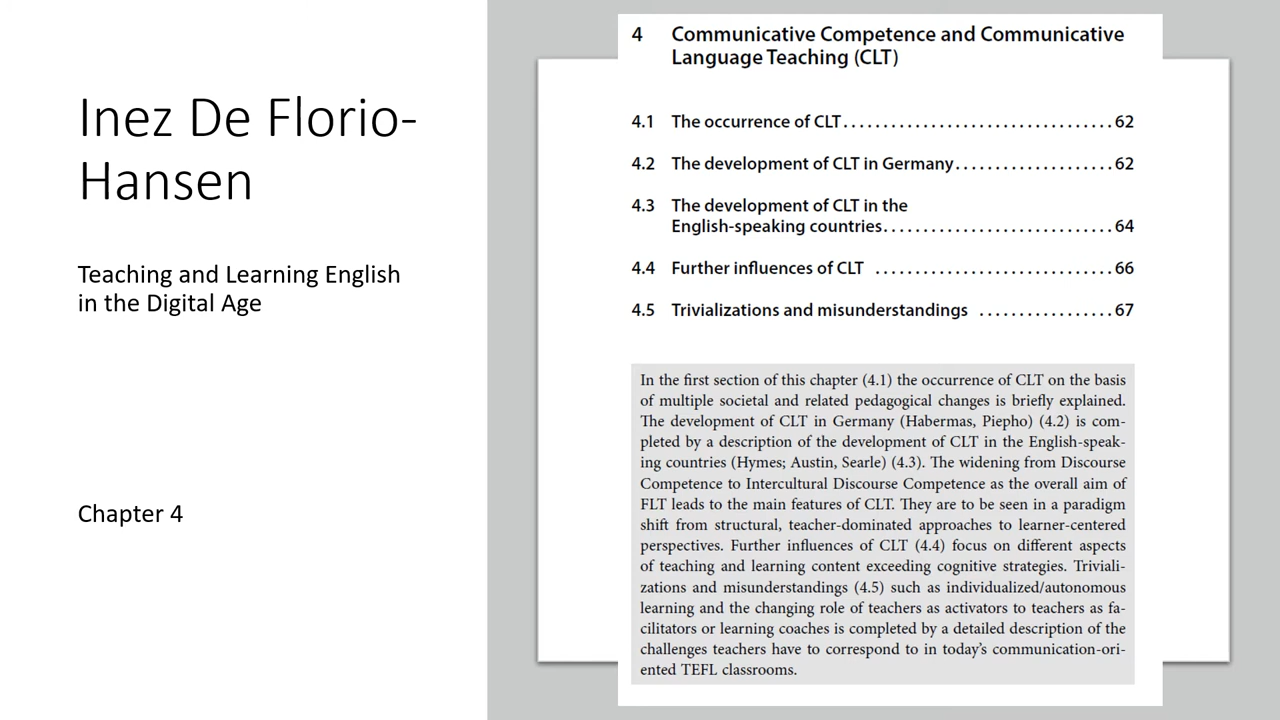 Inez De Florio-
Hansen
Teaching and Learning English
in the Digital Age
Chapter 4
4 Communicative Competence and Communicative
Language Teaching (CLT)
4.1 The occurrence of CLT.................................62
4.2 The development of CLT in Germany..................62
4.3 The development of CLT in the
English-speaking countries............................64
4.4 Further influences of CLT ............................66
4.5 Trivializations and misunderstandings .................67
In the first section of this chapter (4.1) the occurrence of CLT on the basis
of multiple societal and related pedagogical changes is briefly explained.
The development of CLT in Germany (Habermas, Piepho) (4.2) is com-
pleted by a description of the development of CLT in the English-speak-
ing countries (Hymes; Austin, Searle) (4.3). The widening from Discourse
Competence to Intercultural Discourse Competence as the overall aim of
FLT leads to the main features of CLT. They are to be seen in a paradigm
shift from structural, teacher-dominated approaches to learner-centered
perspectives. Further influences of CLT (4.4) focus on different aspects
of teaching and learning content exceeding cognitive strategies. Triviali-
zations and misunderstandings (4.5) such as individualized/autonomous
learning and the changing role of teachers as activators to teachers as fa-
cilitators or learning coaches is completed by a detailed description of the
challenges teachers have to correspond to in today's communication-ori-
ented TEFL classrooms.